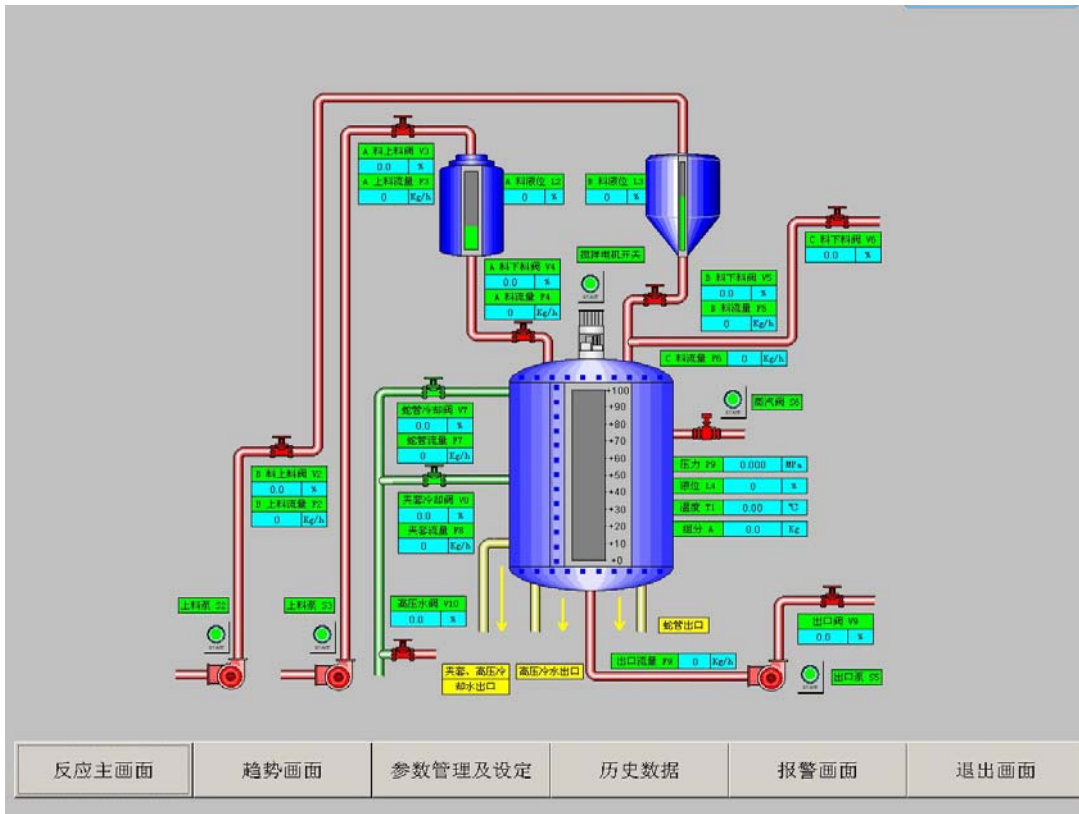 A 料上料阀 V3
0.0 %
A 上料流量 F3
0 Kg/h
A 料液位 L2
0 %
B 料液位 L3
0 %
C 料下料阀 V6
0.0 %
搅拌电机开关
START
A 料下料阀 V4
0.0 %
A 料流量 F4
0 Kg/h
B 料下料阀 V5
0.0 %
B 料流量 F5
0 Kg/h
C 料流量 F6 0 Kg/h
+100
+90
+80
+70
+60
+50
+40
+30
+20
+10
+0
蛇管冷却阀 V7
0.0 %
蛇管流量 F7
0 Kg/h
START
蒸汽阀 S6
B 料上料阀 V2
0.0 %
B 上料流量 F2
0 Kg/h
夹套冷却阀 V8
0.0 %
夹套流量 F8
0 Kg/h
压力 P9 0.000 MPa
液位 L4 0 %
温度 T1 0.00 ℃
组分 A 0.0 Kg
上料泵 S2
START
上料泵 S3
START
高压水阀 V10
0.0 %
蛇管出口
出口阀 V9
0.0 %
夹套、高压冷
却水出口
高压冷水出口
出口流量 F9 0 Kg/h
START
出口泵 S5
反应主画面
趋势画面
参数管理及设定
历史数据
报警画面
退出画面